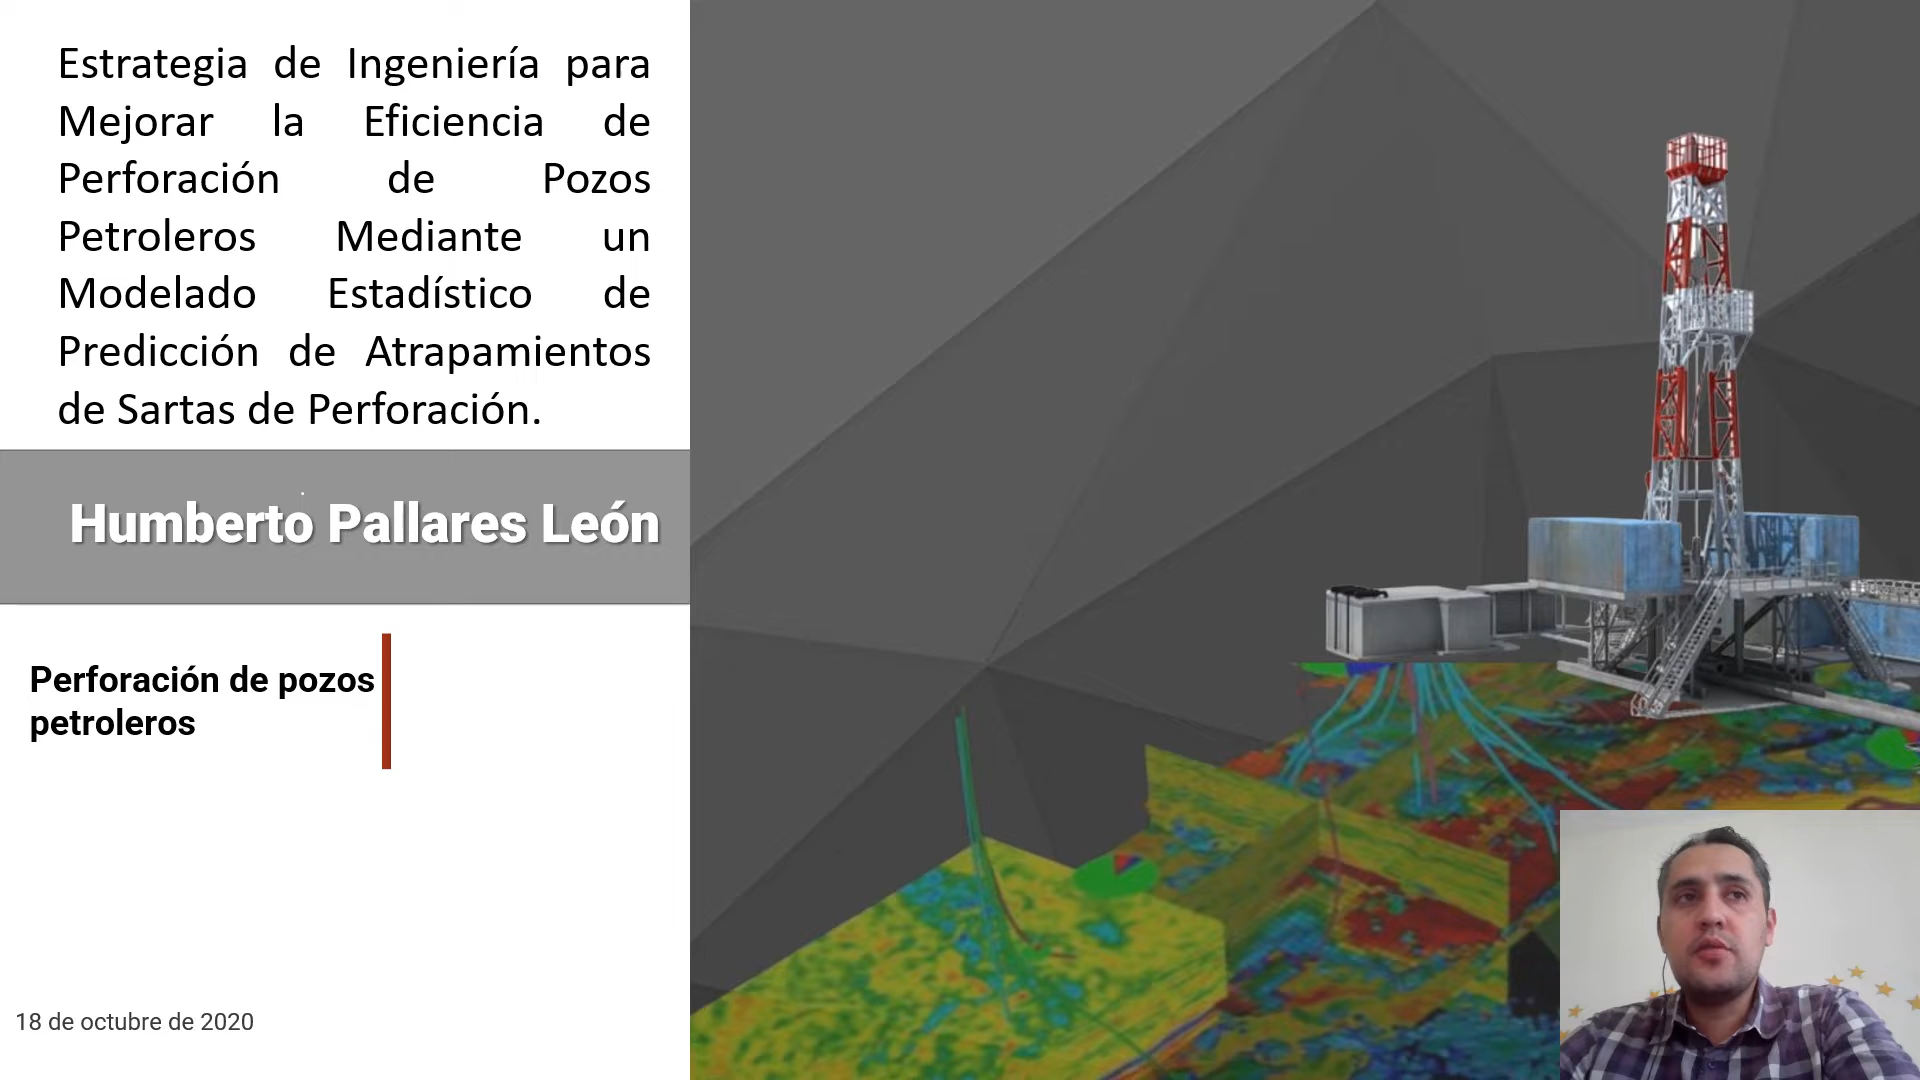 Estrategia de Ingeniería para
Mejorar la Eficiencia de
Perforación de Pozos
Petroleros Mediante un
Modelado Estadístico de
Predicción de Atrapamientos
de Sartas de Perforación.
Humberto Pallares León
Perforación de pozos
petroleros
18 de octubre de 2020